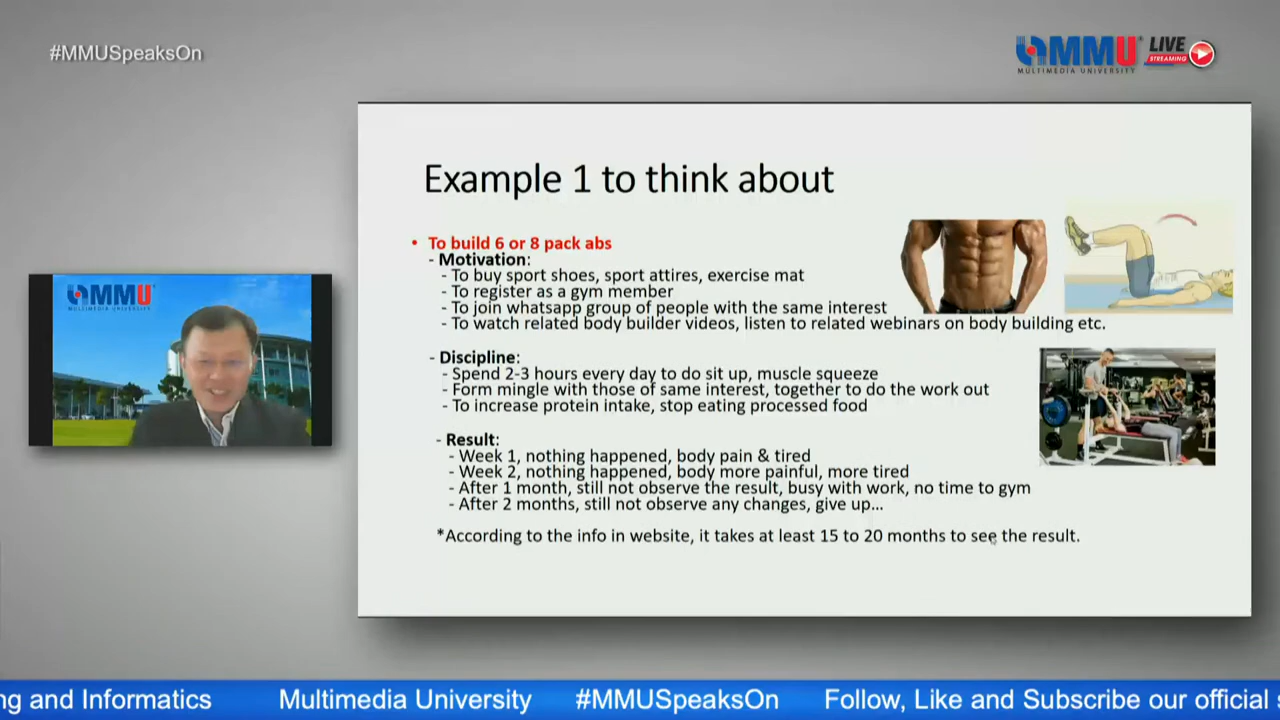 #MMUSpeaksOn
MMU LIVE
MULTIMEDIA UNIVERSITY STREAMING
Example 1 to think about
MMU
MULTIMEDIA UNIVERSITY
• To build 6 or 8 pack abs
- Motivation:
- To buy sport shoes, sport attires, exercise mat
- To register as a gym member
- To join whatsapp group of people with the same interest
- To watch related body builder videos, listen to related webinars on body building etc.
- Discipline:
- Spend 2-3 hours every day to do sit up, muscle squeeze
- Form mingle with those of same interest, together to do the work out
- To increase protein intake, stop eating processed food
- Result:
- Week 1, nothing happened, body pain & tired
- Week 2, nothing happened, body more painful, more tired
- After 1 month, still not observe the result, busy with work, no time to gym
- After 2 months, still not observe any changes, give up...
*According to the info in website, it takes at least 15 to 20 months to see the result.
ng and Informatics Multimedia University #MMUSpeaksOn Follow, Like and Subscribe our official s